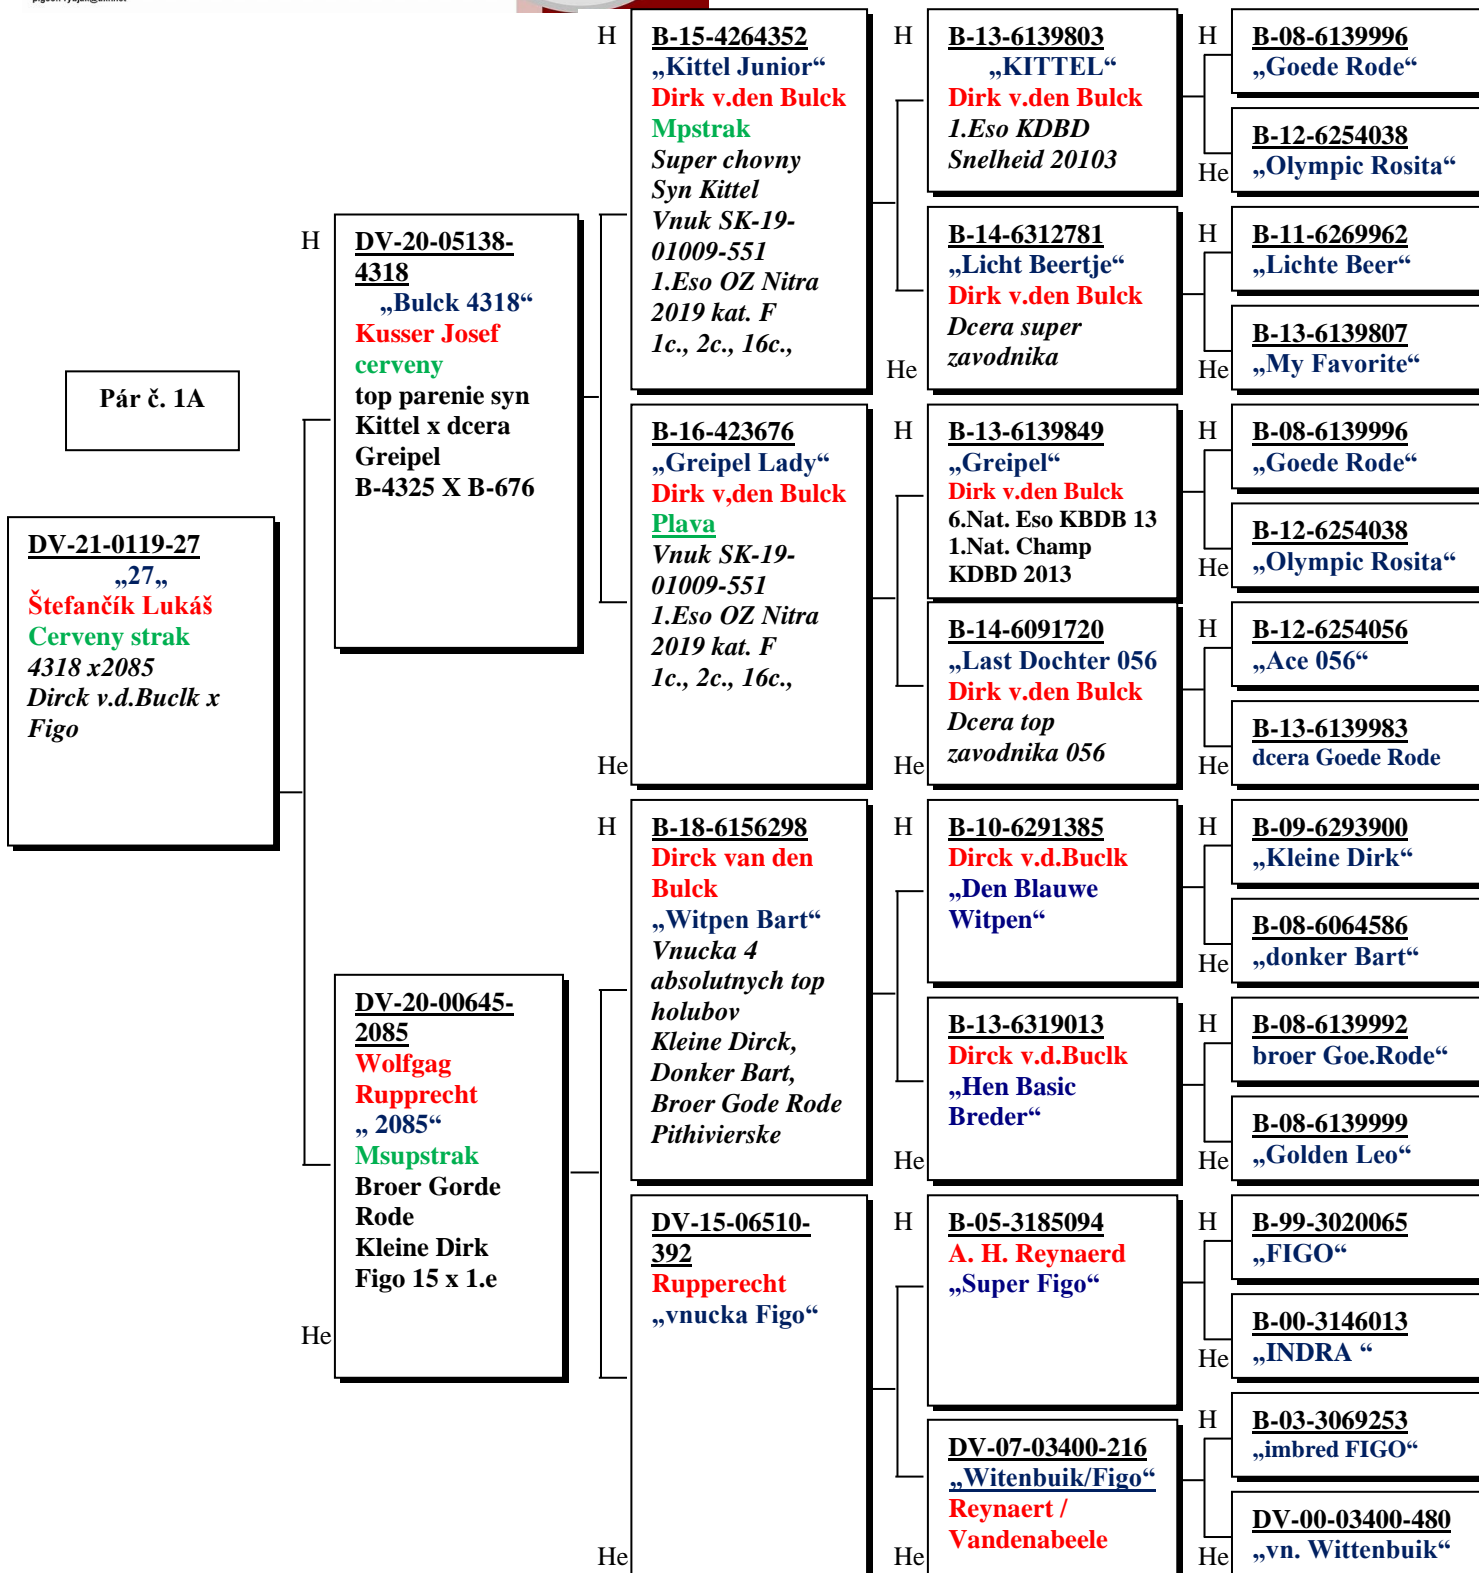 Pár č. 1A
DV-21-0119-27
„27„
Štefančík Lukáš
Cerveny strak
4318 x2085
Dirck v.d.Buclk x
Figo
H
DV-20-05138-
4318
„Bulck 4318“
Kusser Josef
cerveny
top parenie syn
Kittel x dcera
Greipel
B-4325 X B-676
He
DV-20-00645-
2085
Wolfgag
Rupprecht
„ 2085“
Msupstrak
Broer Gorde
Rode
Kleine Dirk
Figo 15 x 1.e
H
B-15-4264352
„Kittel Junior“
Dirk v.den Bulck
Mpstrak
Super chovny
Syn Kittel
Vnuk SK-19-
01009-551
1.Eso OZ Nitra
2019 kat. F
1c., 2c., 16c.,
He
B-16-423676
„Greipel Lady“
Dirk v,den Bulck
Plava
Vnuk SK-19-
01009-551
1.Eso OZ Nitra
2019 kat. F
1c., 2c., 16c.,
H
B-18-6156298
Dirck van den
Bulck
„Witpen Bart“
Vnucka 4
absolutnych top
holubov
Kleine Dirck,
Donker Bart,
Broer Gode Rode
Pithivierske
He
DV-15-06510-
392
Rupperecht
„vnucka Figo“
H
B-13-6139803
„KITTEL“
Dirk v.den Bulck
1.Eso KDBD
Snelheid 20103
He
B-14-6312781
„Licht Beertje“
Dirk v.den Bulck
Dcera super
zavodnika
H
B-13-6139849
„Greipel“
Dirk v.den Bulck
6.Nat. Eso KBDB 13
1.Nat. Champ
KDBD 2013
He
B-14-6091720
„Last Dochter 056
Dirk v.den Bulck
Dcera top
zavodnika 056
H
B-10-6291385
Dirck v.d.Buclk
„Den Blauwe
Witpen“
He
B-13-6319013
Dirck v.d.Buclk
„Hen Basic
Breder“
H
B-05-3185094
A. H. Reynaerd
„Super Figo“
He
DV-07-03400-216
„Witenbuik/Figo“
Reynaert /
Vandenabeele
H
B-08-6139996
„Goede Rode“
He
B-12-6254038
„Olympic Rosita“
H
B-11-6269962
„Lichte Beer“
He
B-13-6139807
„My Favorite“
H
B-08-6139996
„Goede Rode“
He
B-12-6254038
„Olympic Rosita“
H
B-12-6254056
„Ace 056“
He
B-13-6139983
dcera Goede Rode
H
B-09-6293900
„Kleine Dirk“
He
B-08-6064586
„donker Bart“
H
B-08-6139992
broer Goe.Rode“
He
B-08-6139999
„Golden Leo“
H
B-99-3020065
„FIGO“
He
B-00-3146013
„INDRA “
H
B-03-3069253
„imbred FIGO“
He
DV-00-03400-480
„vn. Wittenbuik“